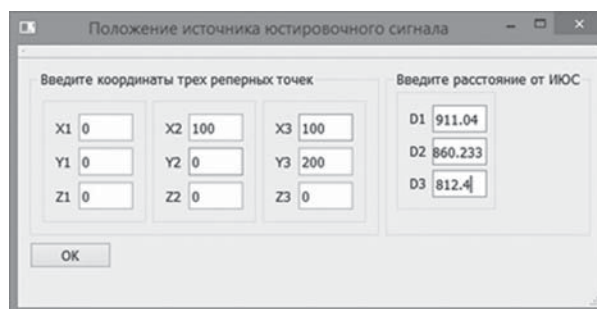 Положение источника юстировочного сигнала
Введите координаты трех реперных точек
Введите расстояние от ИЮС
X1 0 X2 100 X3 100 D1 911.04
Y1 0 Y2 0 Y3 200 D2 860.233
Z1 0 Z2 0 Z3 0 D3 812.4
OK